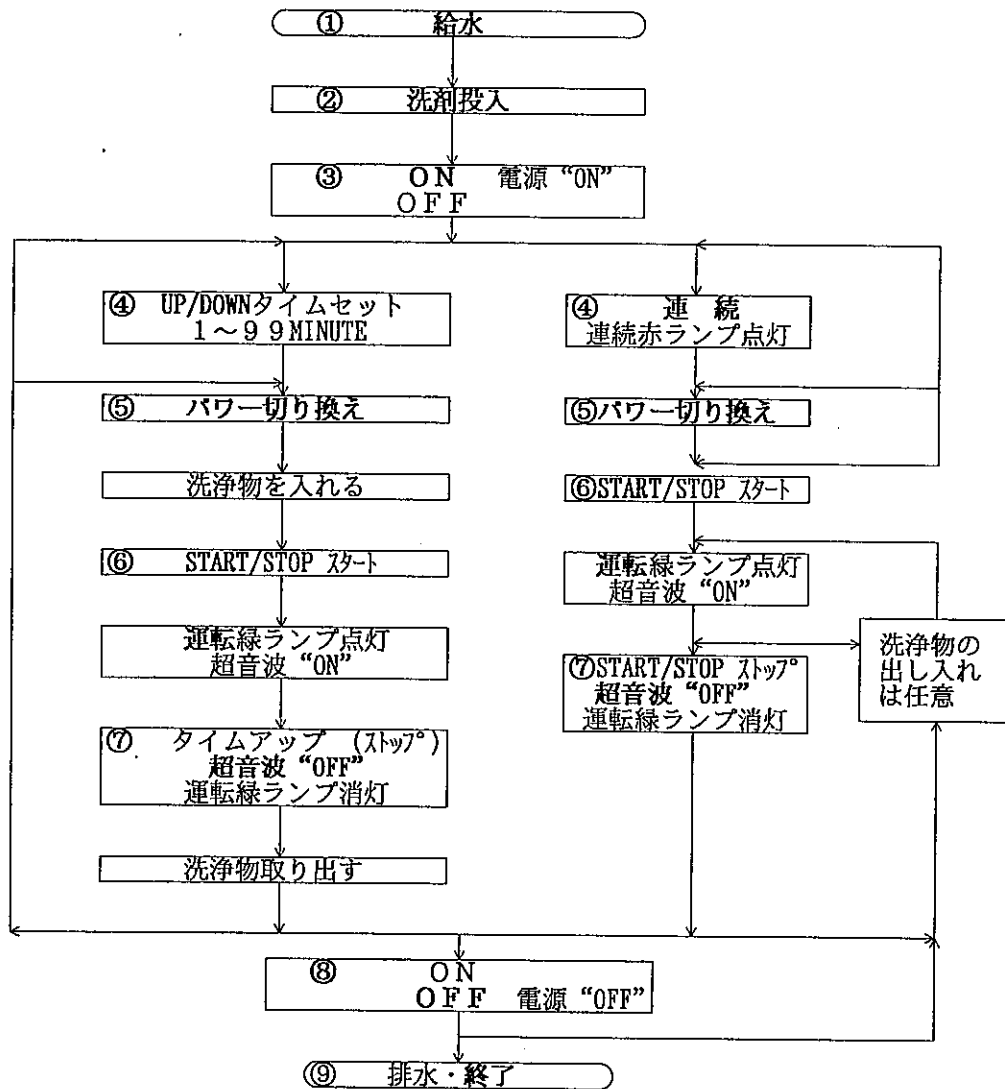 ① 給水
② 洗剤投入
③ ON 電源 “ON”
OFF
④ UP/DOWNタイムセット
1～99MINUTE
⑤ パワー切り換え
洗浄物を入れる
⑥ START/STOP スタート
運転緑ランプ点灯
超音波 “ON”
⑦ タイムアップ (ストップ)
超音波 “OFF”
運転緑ランプ消灯
洗浄物取り出す
④ 連 続
連続赤ランプ点灯
⑤パワー切り換え
⑥START/STOP スタート
運転緑ランプ点灯
超音波 “ON”
⑦START/STOP ストップ
超音波 “OFF”
運転緑ランプ消灯
洗浄物の
出し入れ
は任意
⑧ ON
OFF 電源 “OFF”
⑨ 排水・終了